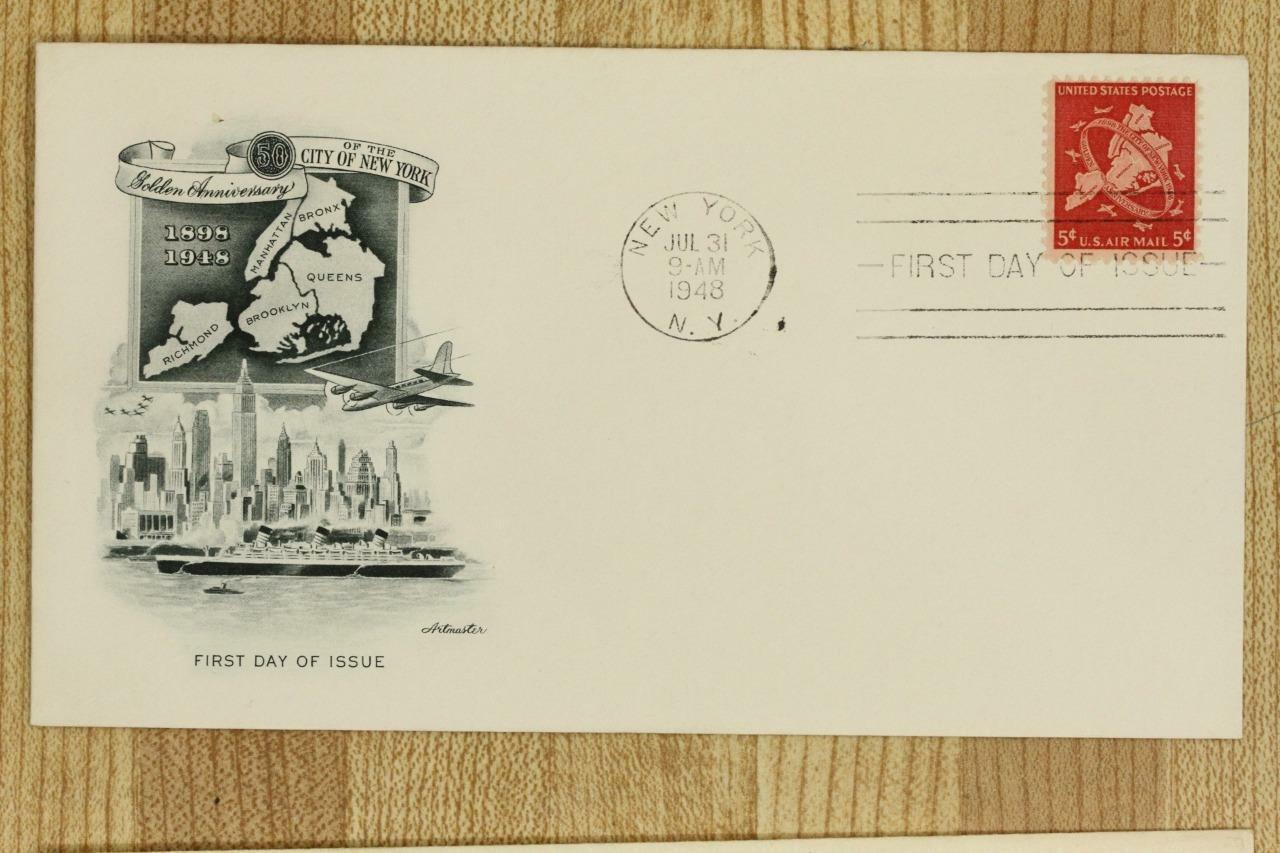 50
Golden Anniversary
OF THE
CITY OF NEW YORK
1898
1948
MANHATTAN
BRONX
QUEENS
BROOKLYN
RICHMOND
Artmaster
FIRST DAY OF ISSUE
NEW YORK
JUL 31
9-AM
1948
N. Y.
UNITED STATES POSTAGE
5¢ U.S. AIR MAIL 5¢
FIRST DAY OF ISSUE